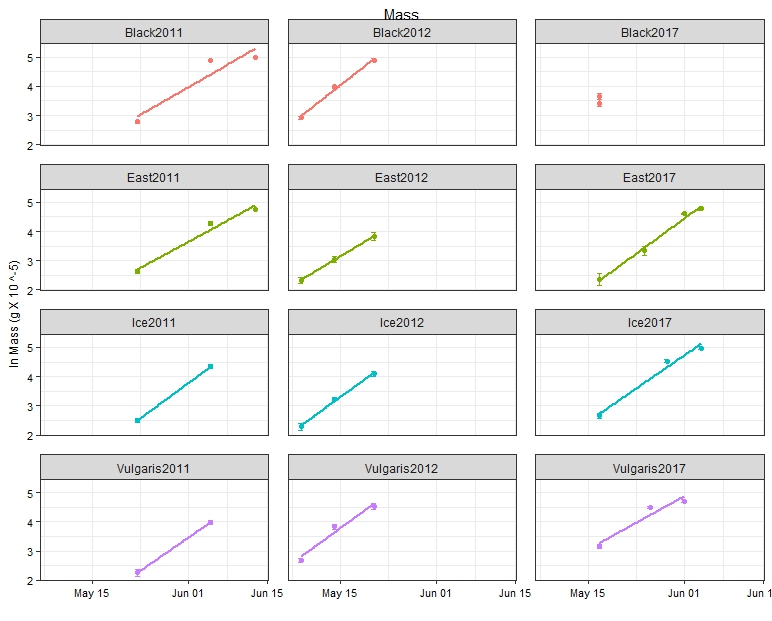 Mass
Black2011 Black2012 Black2017
5
4
3
2
East2011 East2012 East2017
5
4
3
2
Ice2011 Ice2012 Ice2017
5
4
3
2
Vulgaris2011 Vulgaris2012 Vulgaris2017
5
4
3
2
May 15 Jun 01 Jun 15 May 15 Jun 01 Jun 15 May 15 Jun 01 Jun 1
ln Mass (g X 10 ^-5)